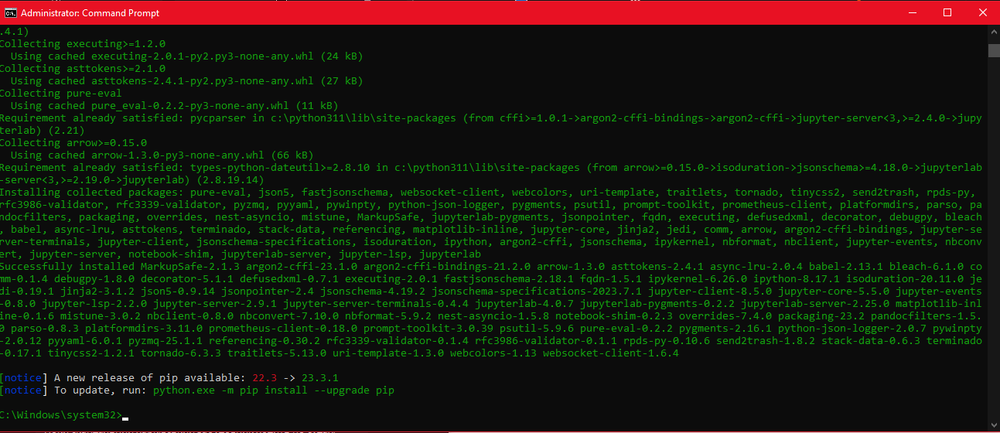 Administrator: Command Prompt
.4.1)
Collecting executing>=1.2.0
  Using cached executing-2.0.1-py2.py3-none-any.whl (24 kB)
Collecting asttokens>=2.1.0
  Using cached asttokens-2.4.1-py2.py3-none-any.whl (27 kB)
Collecting pure-eval
  Using cached pure_eval-0.2.2-py3-none-any.whl (11 kB)
Requirement already satisfied: pycparser in c:\python311\lib\site-packages (from cffi>=1.0.1->argon2-cffi-bindings->argon2-cffi->jupyter-server<3,>=2.4.0->jupy
terlab) (2.21)
Collecting arrow>=0.15.0
  Using cached arrow-1.3.0-py3-none-any.whl (66 kB)
Requirement already satisfied: types-python-dateutil>=2.8.10 in c:\python311\lib\site-packages (from arrow>=0.15.0->isoduration->jsonschema>=4.18.0->jupyterlab
-server<3,>=2.19.0->jupyterlab) (2.8.19.14)
Installing collected packages: pure-eval, json5, fastjsonschema, websocket-client, webcolors, uri-template, traitlets, tornado, tinycss2, send2trash, rpds-py,
rfc3986-validator, rfc3339-validator, pyzmq, pyyaml, pywinpty, python-json-logger, pygments, psutil, prompt-toolkit, prometheus-client, platformdirs, parso, pa
ndocfilters, packaging, overrides, nest-asyncio, mistune, MarkupSafe, jupyterlab-pygments, jsonpointer, fqdn, executing, defusedxml, decorator, debugpy, bleach
, babel, async-lru, asttokens, terminado, stack-data, referencing, matplotlib-inline, jupyter-core, jinja2, jedi, comm, arrow, argon2-cffi-bindings, jupyter-se
rver-terminals, jupyter-client, jsonschema-specifications, isoduration, ipython, argon2-cffi, jsonschema, ipykernel, nbformat, nbclient, jupyter-events, nbconv
ert, jupyter-server, notebook-shim, jupyterlab-server, jupyter-lsp, jupyterlab
Successfully installed MarkupSafe-2.1.3 argon2-cffi-23.1.0 argon2-cffi-bindings-21.2.0 arrow-1.3.0 asttokens-2.4.1 async-lru-2.0.4 babel-2.13.1 bleach-6.1.0 co
mm-0.1.4 debugpy-1.8.0 decorator-5.1.1 defusedxml-0.7.1 executing-2.0.1 fastjsonschema-2.18.1 fqdn-1.5.1 ipykernel-6.26.0 ipython-8.17.1 isoduration-20.11.0 je
di-0.19.1 jinja2-3.1.2 json5-0.9.14 jsonpointer-2.4 jsonschema-4.19.2 jsonschema-specifications-2023.7.1 jupyter-client-8.5.0 jupyter-core-5.5.0 jupyter-events
-0.8.0 jupyter-lsp-2.2.0 jupyter-server-2.9.1 jupyter-server-terminals-0.4.4 jupyterlab-4.0.7 jupyterlab-pygments-0.2.2 jupyterlab-server-2.25.0 matplotlib-inl
ine-0.1.6 mistune-3.0.2 nbclient-0.8.0 nbconvert-7.10.0 nbformat-5.9.2 nest-asyncio-1.5.8 notebook-shim-0.2.3 overrides-7.4.0 packaging-23.2 pandocfilters-1.5.
0 parso-0.8.3 platformdirs-3.11.0 prometheus-client-0.18.0 prompt-toolkit-3.0.39 psutil-5.9.6 pure-eval-0.2.2 pygments-2.16.1 python-json-logger-2.0.7 pywinpty
-2.0.12 pyyaml-6.0.1 pyzmq-25.1.1 referencing-0.30.2 rfc3339-validator-0.1.4 rfc3986-validator-0.1.1 rpds-py-0.10.6 send2trash-1.8.2 stack-data-0.6.3 terminado
-0.17.1 tinycss2-1.2.1 tornado-6.3.3 traitlets-5.13.0 uri-template-1.3.0 webcolors-1.13 websocket-client-1.6.4
[notice] A new release of pip available: 22.3 -> 23.3.1
[notice] To update, run: python.exe -m pip install --upgrade pip
C:\Windows\system32>